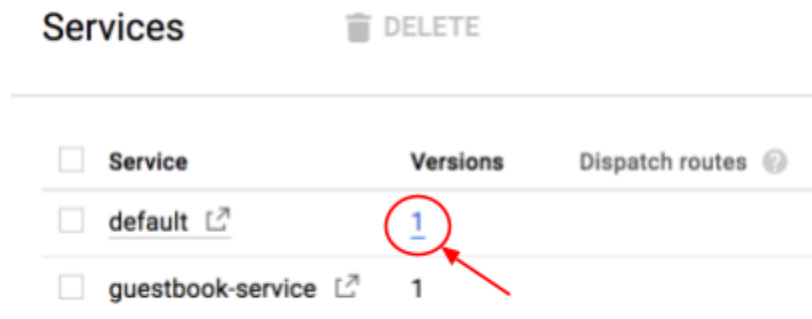 Services DELETE
Service Versions Dispatch routes ?
default 1
guestbook-service 1